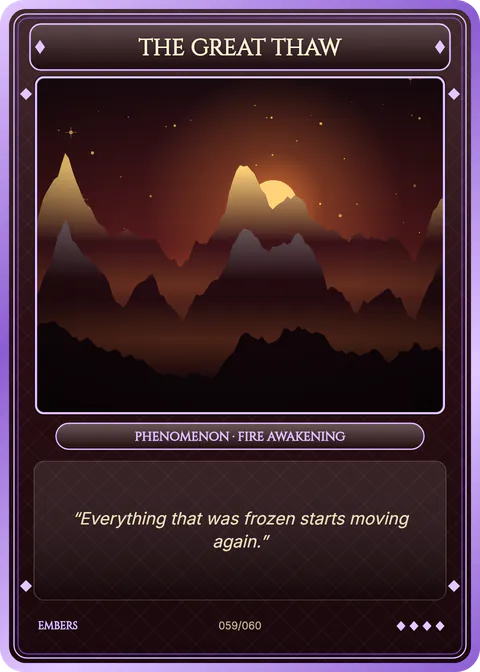 THE GREAT THAW
PHENOMENON · FIRE AWAKENING
“Everything that was frozen starts moving
again.”
EMBERS
059/060